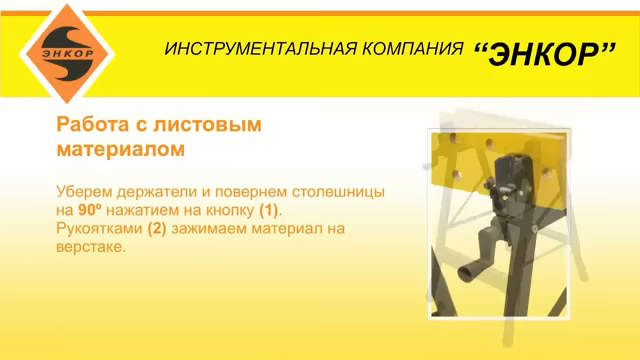 ЭНКОР
ИНСТРУМЕНТАЛЬНАЯ КОМПАНИЯ “ЭНКОР”
Работа с листовым
материалом
Уберем держатели и повернем столешницы
на 90º нажатием на кнопку (1).
Рукоятками (2) зажимаем материал на
верстаке.